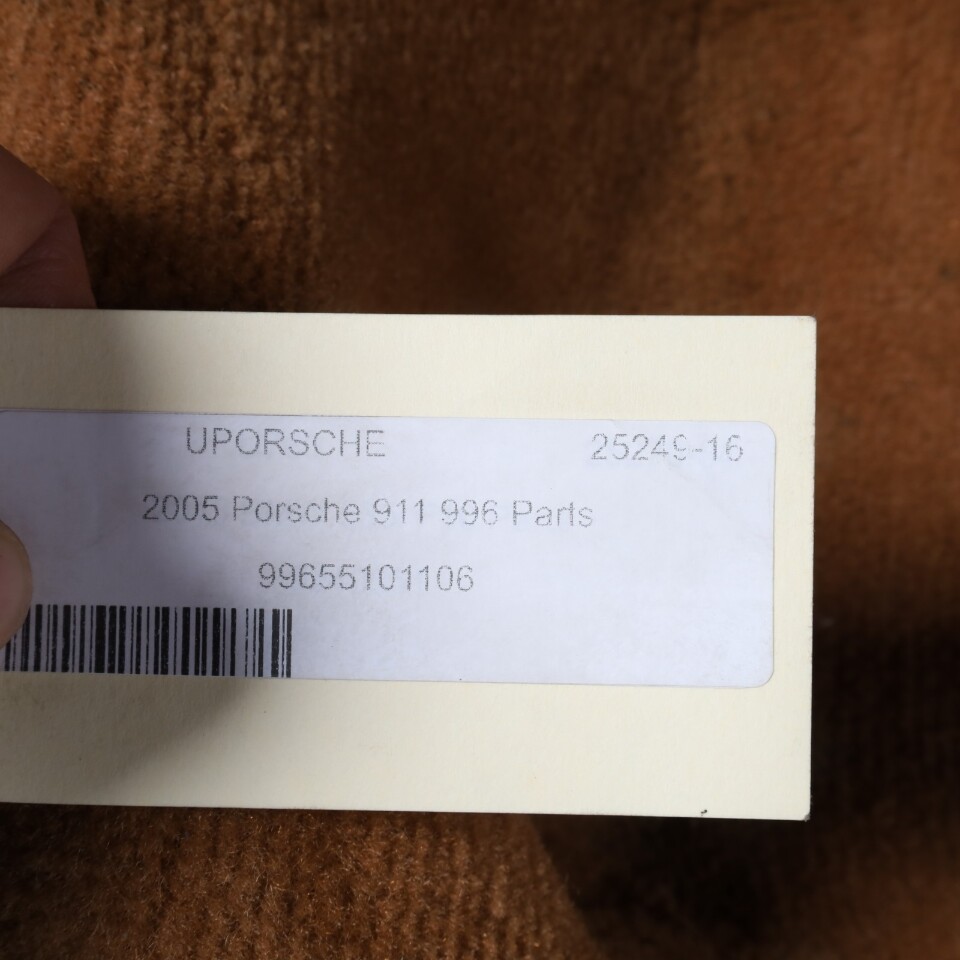 UPORSCHE 25249-16
2005 Porsche 911 996 Parts
99655101106